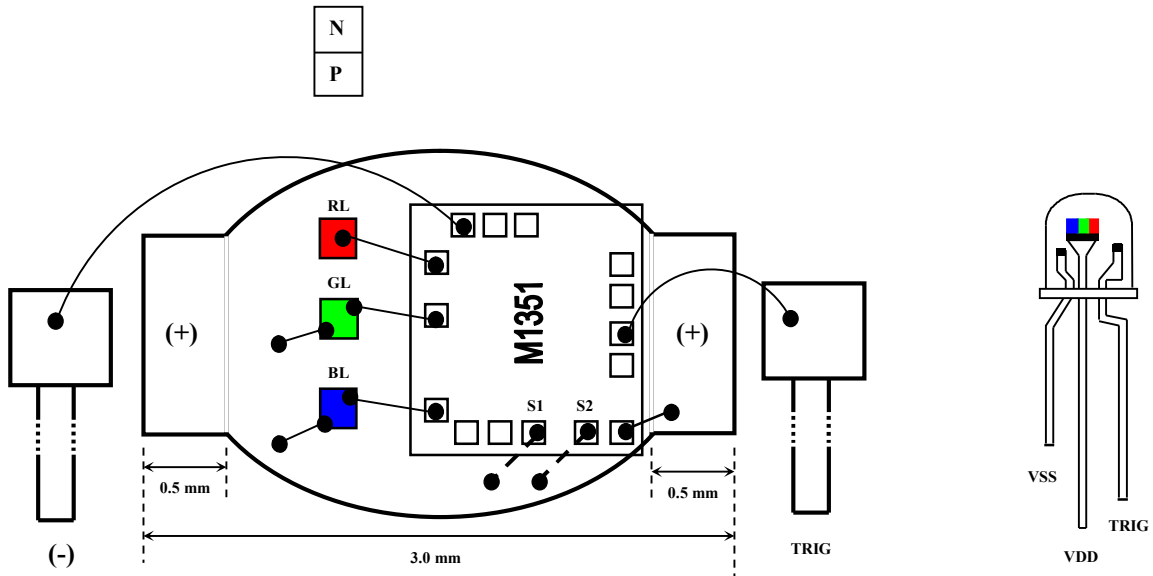 N
P
RL
GL
(+)
M1351
(+)
BL
S1 S2
0.5 mm
0.5 mm
3.0 mm
(-)
TRIG
VSS
TRIG
VDD